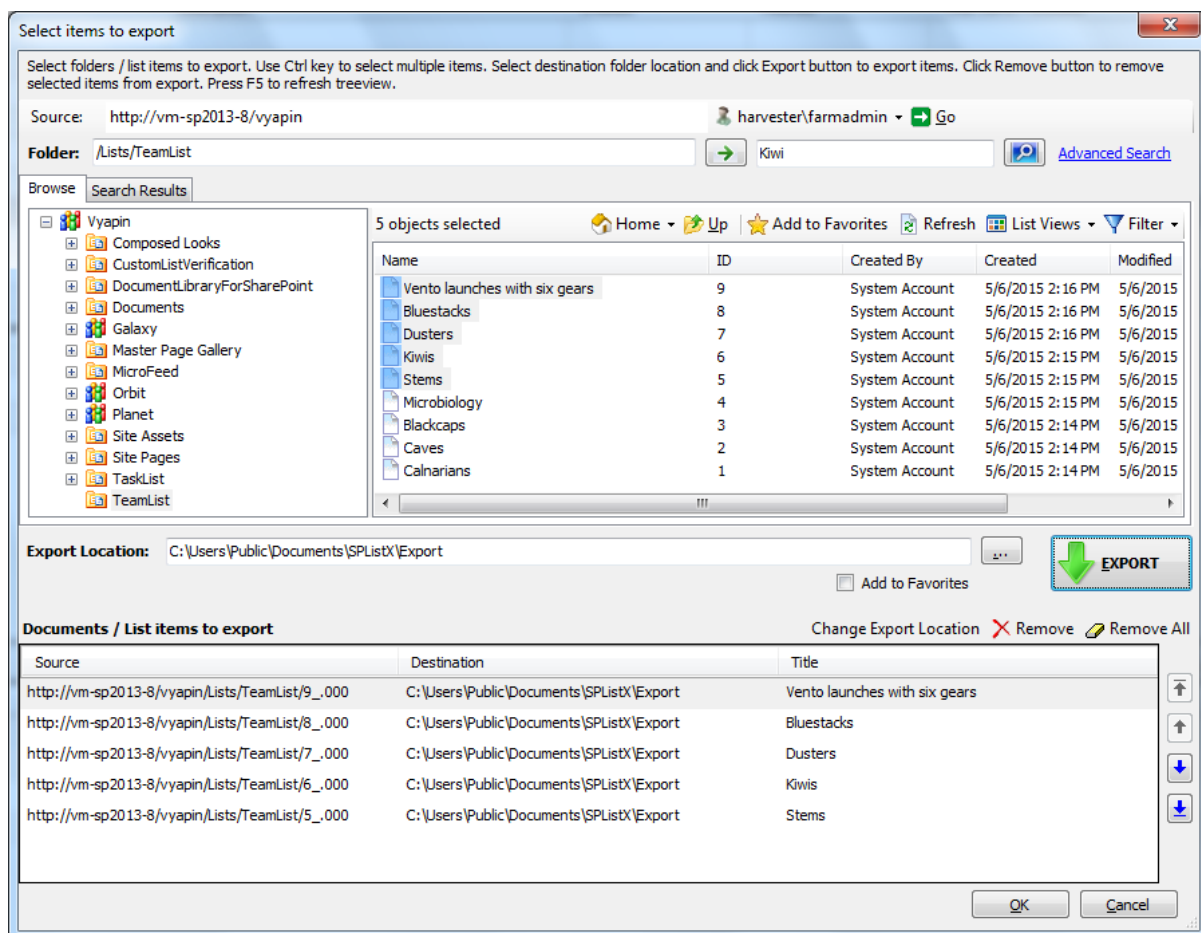 Select items to export
x
Select folders / list items to export. Use Ctrl key to select multiple items. Select destination folder location and click Export button to export items. Click Remove button to remove
selected items from export. Press F5 to refresh treeview.
Source: http://vm-sp2013-8/vyapin harvester\farmadmin Go
Folder: /Lists/TeamList Kiwi Advanced Search
Browse Search Results
Vyapin
Composed Looks
CustomListVerification
DocumentLibraryForSharePoint
Documents
Galaxy
Master Page Gallery
MicroFeed
Orbit
Planet
Site Assets
Site Pages
TaskList
TeamList
5 objects selected Home Up Add to Favorites Refresh List Views Filter
Name ID Created By Created Modified
Vento launches with six gears 9 System Account 5/6/2015 2:16 PM 5/6/2015
Bluestacks 8 System Account 5/6/2015 2:16 PM 5/6/2015
Dusters 7 System Account 5/6/2015 2:16 PM 5/6/2015
Kiwis 6 System Account 5/6/2015 2:15 PM 5/6/2015
Stems 5 System Account 5/6/2015 2:15 PM 5/6/2015
Microbiology 4 System Account 5/6/2015 2:15 PM 5/6/2015
Blackcaps 3 System Account 5/6/2015 2:14 PM 5/6/2015
Caves 2 System Account 5/6/2015 2:14 PM 5/6/2015
Calnarians 1 System Account 5/6/2015 2:14 PM 5/6/2015
Export Location: C:\Users\Public\Documents\SPListX\Export ... EXPORT
Add to Favorites
Documents / List items to export Change Export Location Remove Remove All
Source Destination Title
http://vm-sp2013-8/vyapin/Lists/TeamList/9_.000 C:\Users\Public\Documents\SPListX\Export Vento launches with six gears
http://vm-sp2013-8/vyapin/Lists/TeamList/8_.000 C:\Users\Public\Documents\SPListX\Export Bluestacks
http://vm-sp2013-8/vyapin/Lists/TeamList/7_.000 C:\Users\Public\Documents\SPListX\Export Dusters
http://vm-sp2013-8/vyapin/Lists/TeamList/6_.000 C:\Users\Public\Documents\SPListX\Export Kiwis
http://vm-sp2013-8/vyapin/Lists/TeamList/5_.000 C:\Users\Public\Documents\SPListX\Export Stems
OK Cancel